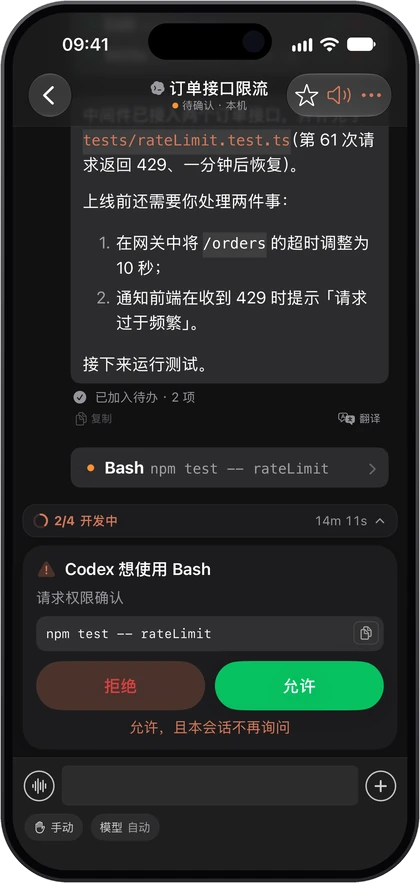 09:41
订单接口限流
待确认 · 本机
tests/rateLimit.test.ts(第 61 次请
求返回 429、一分钟后恢复)。
上线前还需要你处理两件事：
1. 在网关中将 /orders 的超时调整为
10 秒；
2. 通知前端在收到 429 时提示「请求
过于频繁」。
接下来运行测试。
已加入待办 · 2 项
复制
翻译
Bash npm test -- rateLimit
2/4 开发中
14m 11s
Codex 想使用 Bash
请求权限确认
npm test -- rateLimit
拒绝
允许
允许，且本会话不再询问
手动
模型 自动